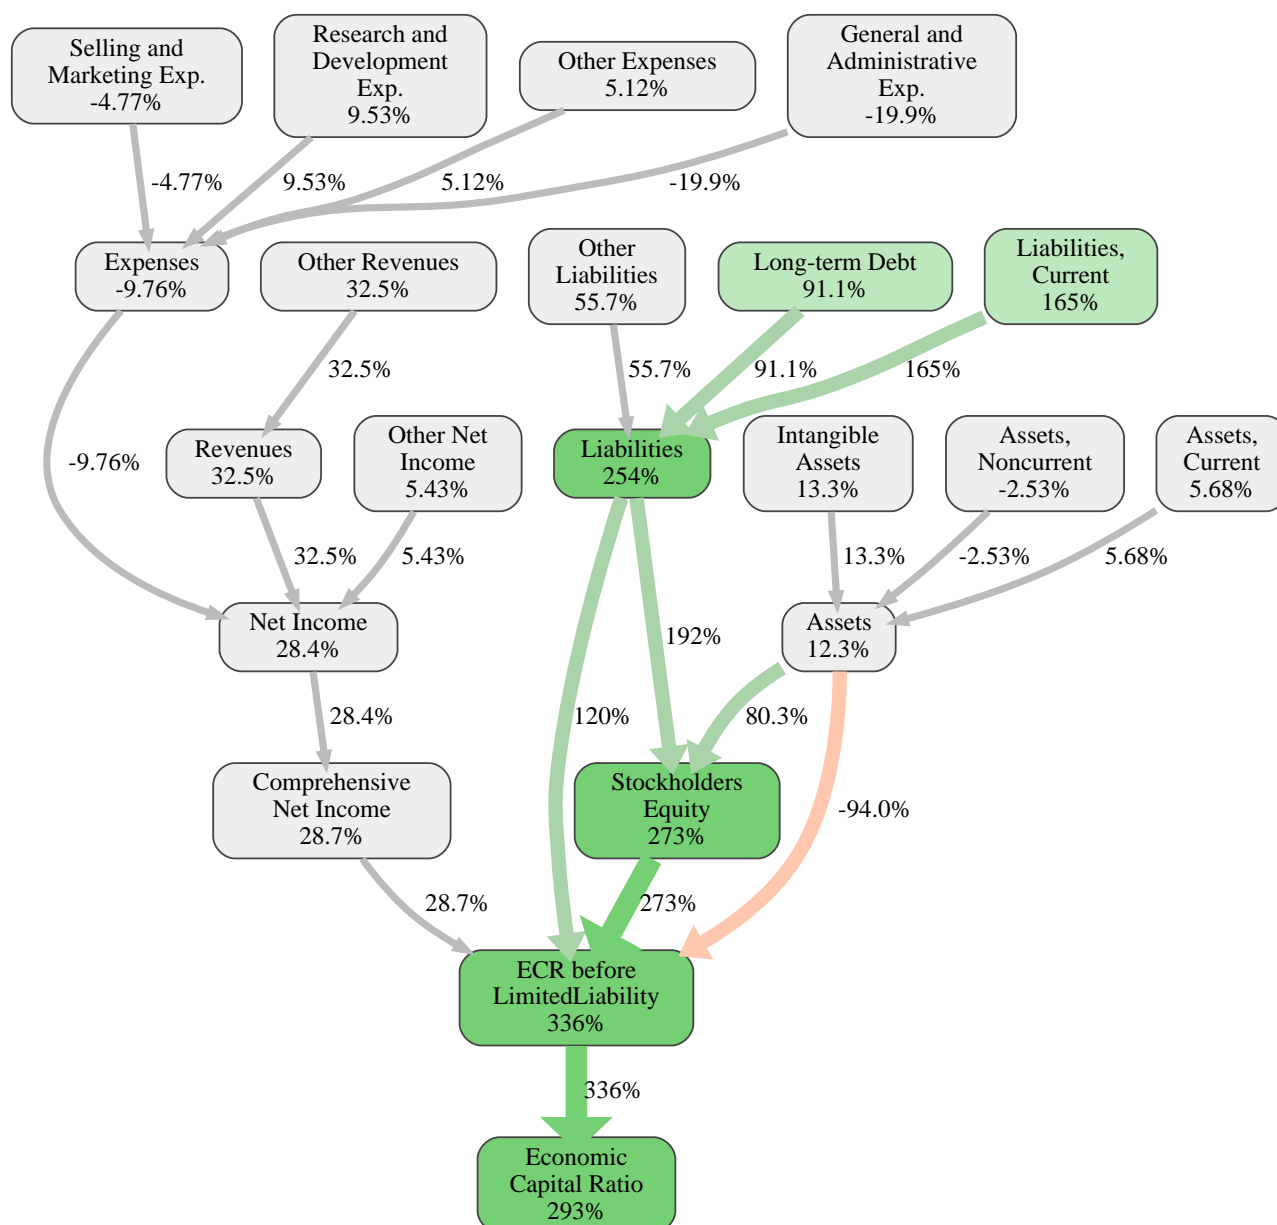 Selling and
Marketing Exp.
-4.77%
Research and
Development
Exp.
9.53%
Other Expenses
5.12%
General and
Administrative
Exp.
-19.9%
-4.77%
9.53%
5.12%
-19.9%
Expenses
-9.76%
Other Revenues
32.5%
Other
Liabilities
55.7%
Long-term Debt
91.1%
Liabilities,
Current
165%
32.5%
55.7%
91.1%
165%
-9.76%
Revenues
32.5%
Other Net
Income
5.43%
Liabilities
254%
Intangible
Assets
13.3%
Assets,
Noncurrent
-2.53%
Assets,
Current
5.68%
32.5%
5.43%
13.3%
-2.53%
5.68%
Net Income
28.4%
192%
Assets
12.3%
28.4%
120%
80.3%
Comprehensive
Net Income
28.7%
Stockholders
Equity
273%
-94.0%
28.7%
273%
ECR before
LimitedLiability
336%
336%
Economic
Capital Ratio
293%